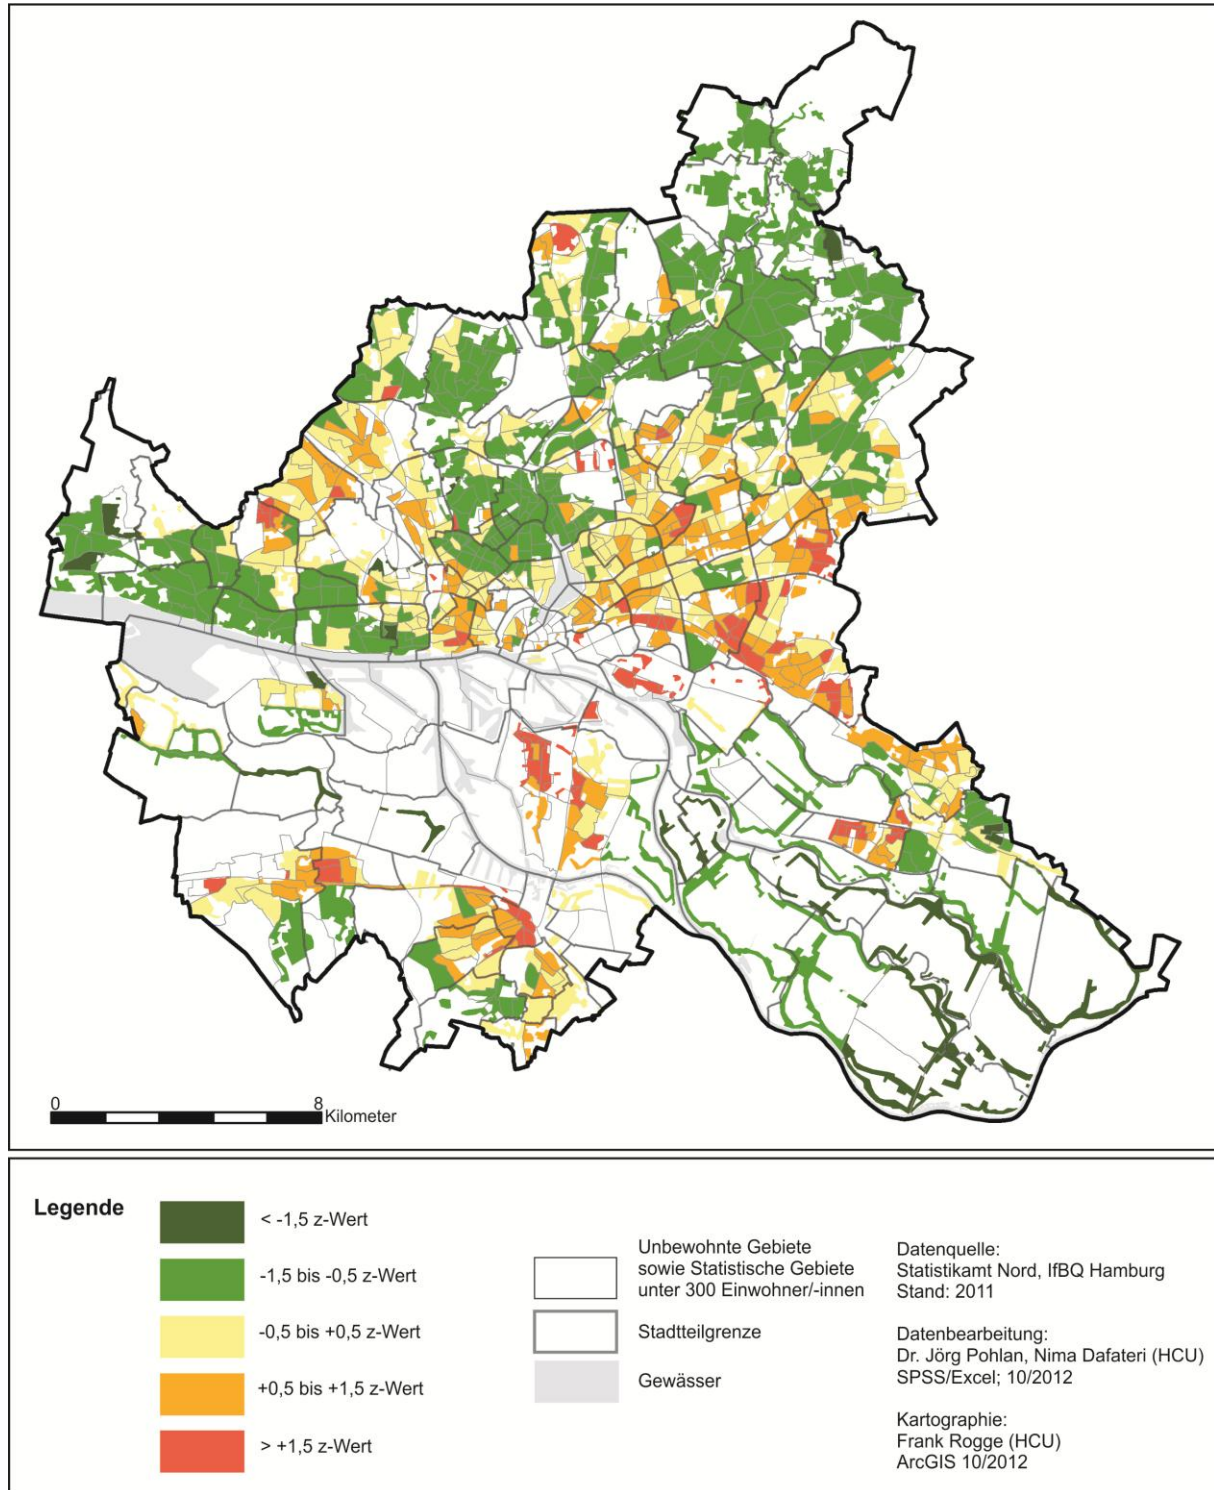 0
8
Kilometer
Legende
< -1,5 z-Wert
-1,5 bis -0,5 z-Wert
-0,5 bis +0,5 z-Wert
+0,5 bis +1,5 z-Wert
> +1,5 z-Wert
Unbewohnte Gebiete
sowie Statistische Gebiete
unter 300 Einwohner/-innen
Stadtteilgrenze
Gewässer
Datenquelle:
Statistikamt Nord, IfBQ Hamburg
Stand: 2011
Datenbearbeitung:
Dr. Jörg Pohlan, Nima Dafateri (HCU)
SPSS/Excel; 10/2012
Kartographie:
Frank Rogge (HCU)
ArcGIS 10/2012